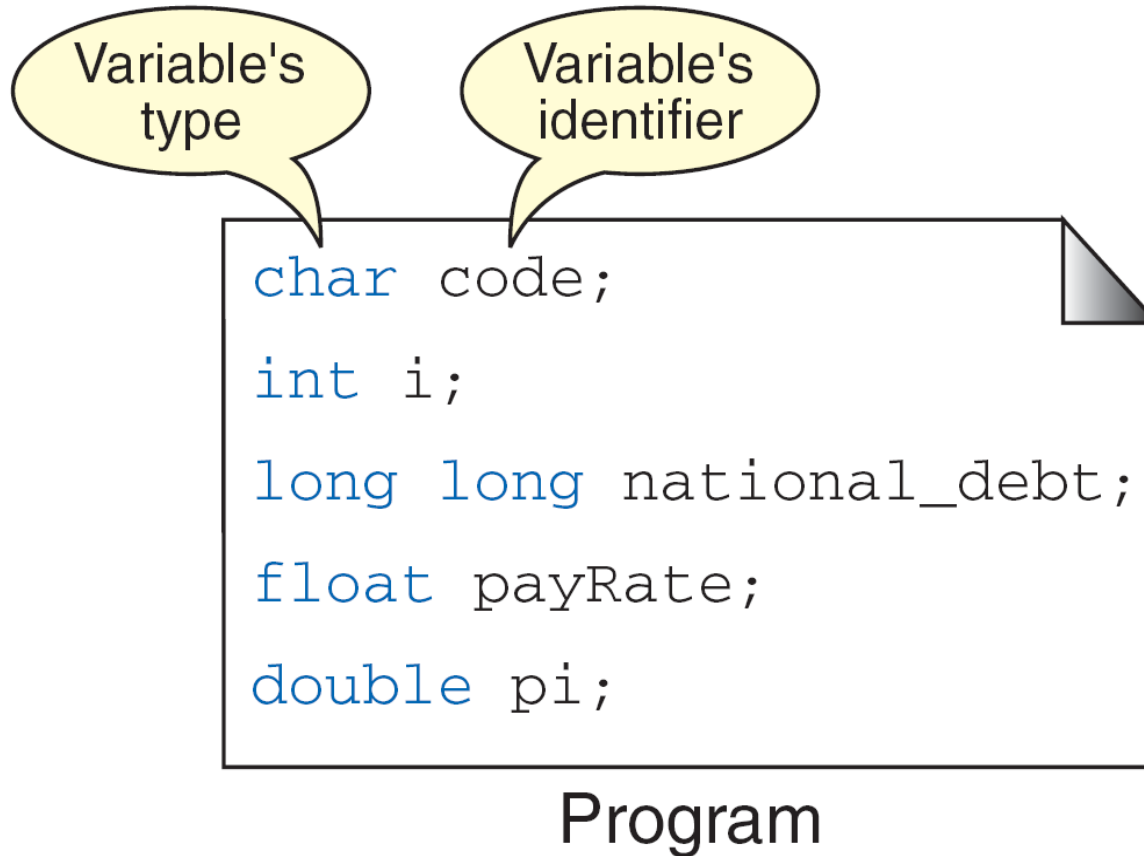 Variable's
type
Variable's
identifier
char code;
int i;
long long national_debt;
float payRate;
double pi;
Program